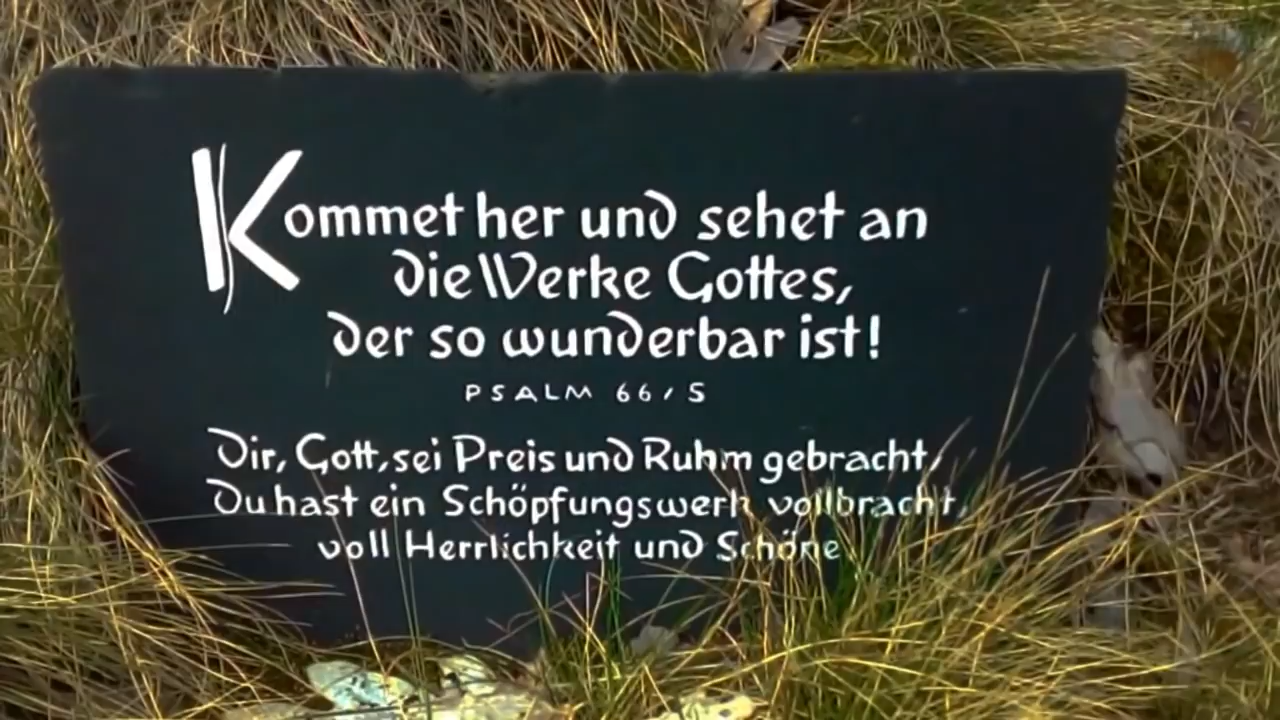 Kommet her und sehet an
die Werke Gottes,
der so wunderbar ist!
PSALM 66,5
Dir, Gott, sei Preis und Ruhm gebracht,
Du hast ein Schöpfungswerk vollbracht,
voll Herrlichkeit und Schöne.